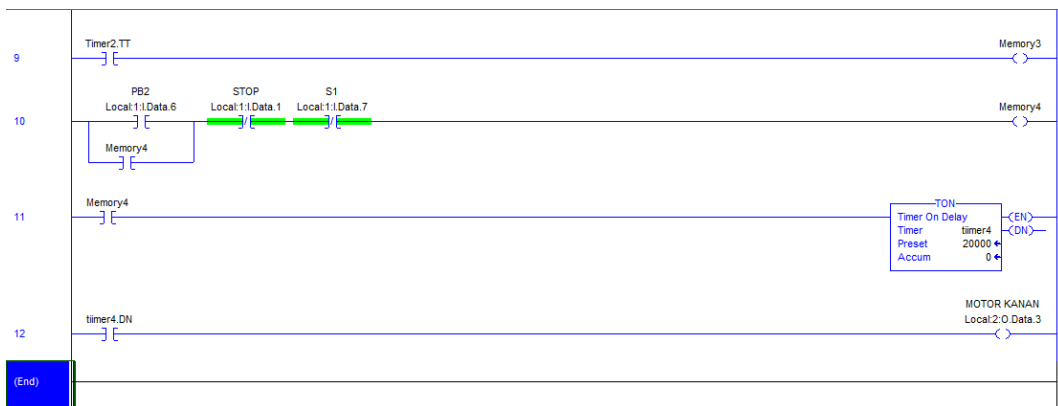 Timer2.TT
Memory3
9
PB2
STOP
S1
Local:1:I.Data.6
Local:1:I.Data.1
Local:1:I.Data.7
Memory4
10
Memory4
Memory4
11
TON
Timer On Delay
Timer tiimer4
Preset 20000
Accum 0
EN
DN
MOTOR KANAN
tiimer4.DN
Local:2:O.Data.3
12
(End)